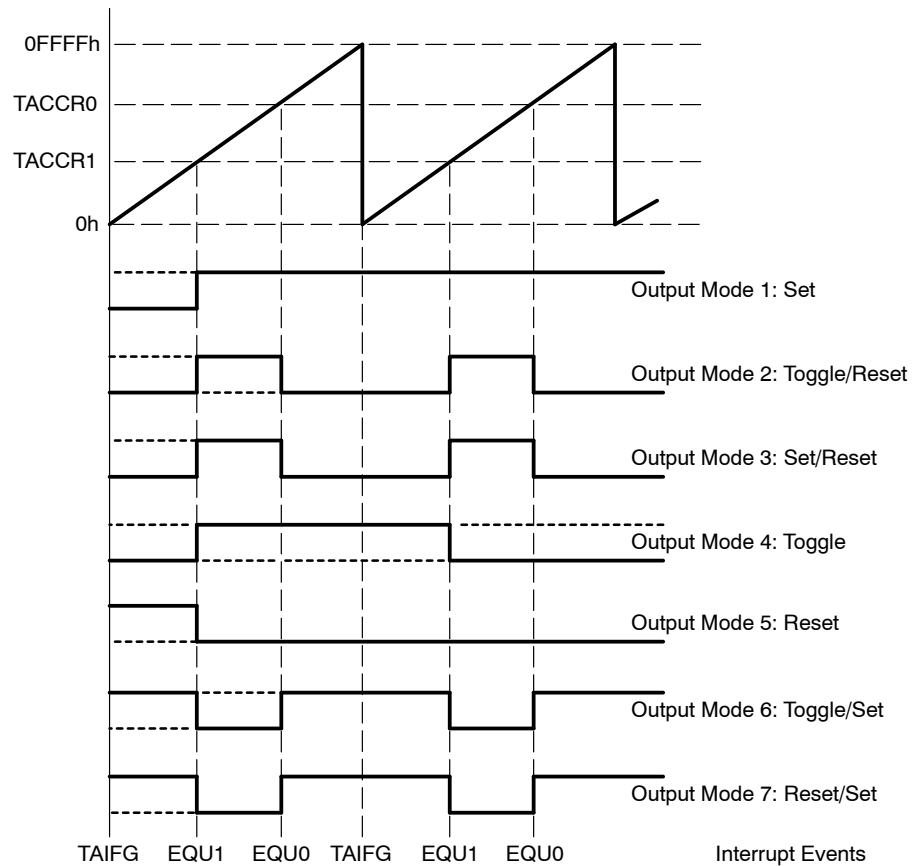 0FFFFh
TACCR0
TACCR1
0h
Output Mode 1: Set
Output Mode 2: Toggle/Reset
Output Mode 3: Set/Reset
Output Mode 4: Toggle
Output Mode 5: Reset
Output Mode 6: Toggle/Set
Output Mode 7: Reset/Set
TAIFG EQU1 EQU0 TAIFG EQU1 EQU0 Interrupt Events